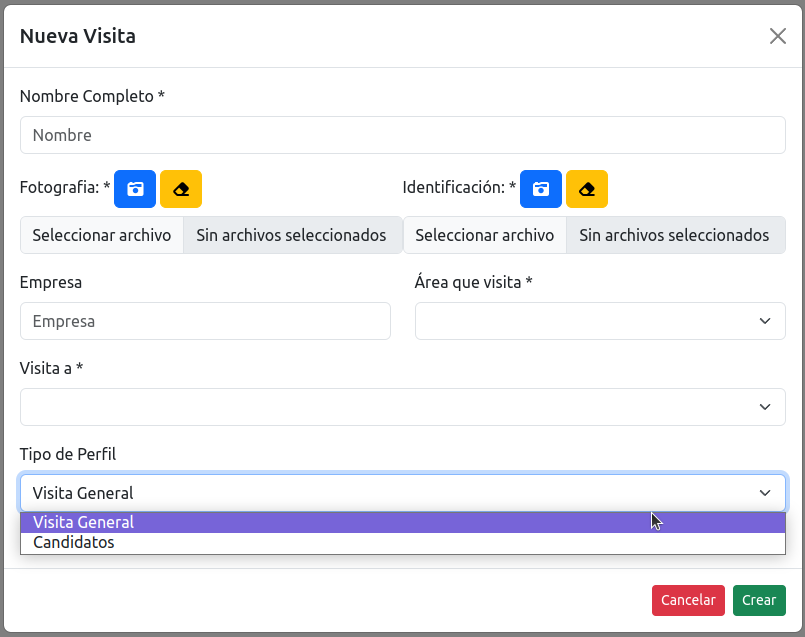 Nueva Visita
Nombre Completo *
Nombre
Fotografia: * Identificación: *
Seleccionar archivo Sin archivos seleccionados Seleccionar archivo Sin archivos seleccionados
Empresa Área que visita *
Empresa
Visita a *
Tipo de Perfil
Visita General
Visita General
Candidatos
Cancelar Crear